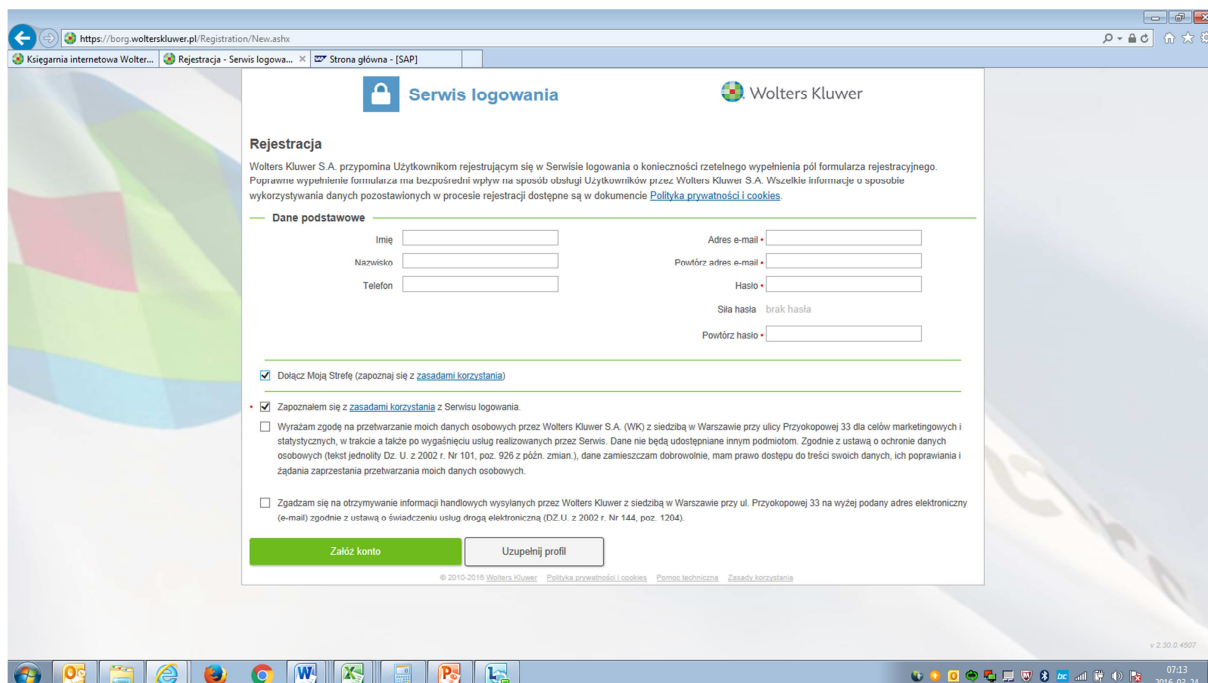 https://borg.wolterskluwer.pl/Registration/New.ashx
Księgarnia internetowa Wolter... Rejestracja - Serwis logowa... Strona główna - [SAP]
Serwis logowania Wolters Kluwer
Rejestracja
Wolters Kluwer S.A. przypomina Użytkownikom rejestrującym się w Serwisie logowania o konieczności rzetelnego wypełnienia pól formularza rejestracyjnego.
Poprawne wypełnienie formularza ma bezpośredni wpływ na sposób obsługi Użytkowników przez Wolters Kluwer S.A. Wszelkie informacje o sposobie
wykorzystywania danych pozostawionych w procesie rejestracji dostępne są w dokumencie Polityka prywatności i cookies.
Dane podstawowe
Imię Adres e-mail •
Nazwisko Powtórz adres e-mail •
Telefon Hasło •
Siła hasła brak hasła
Powtórz hasło •
Dołącz Moją Strefę (zapoznaj się z zasadami korzystania)
• Zapoznałem się z zasadami korzystania z Serwisu logowania.
Wyrażam zgodę na przetwarzanie moich danych osobowych przez Wolters Kluwer S.A. (WK) z siedzibą w Warszawie przy ulicy Przyokopowej 33 dla celów marketingowych i
statystycznych, w trakcie a także po wygaśnięciu usług realizowanych przez Serwis. Dane nie będą udostępniane innym podmiotom. Zgodnie z ustawą o ochronie danych
osobowych (tekst jednolity Dz. U. z 2002 r. Nr 101, poz. 926 z późn. zmian.), dane zamieszczam dobrowolnie, mam prawo dostępu do treści swoich danych, ich poprawiania i
żądania zaprzestania przetwarzania moich danych osobowych.
Zgadzam się na otrzymywanie informacji handlowych wysyłanych przez Wolters Kluwer z siedzibą w Warszawie przy ul. Przyokopowej 33 na wyżej podany adres elektroniczny
(e-mail) zgodnie z ustawą o świadczeniu usług drogą elektroniczną (DZ.U. z 2002 r. Nr 144, poz. 1204).
Załóż konto Uzupełnij profil
© 2010-2016 Wolters Kluwer Polityka prywatności i cookies Pomoc techniczna Zasady korzystania
v 2.30.0.4807
07:13
2016-03-24